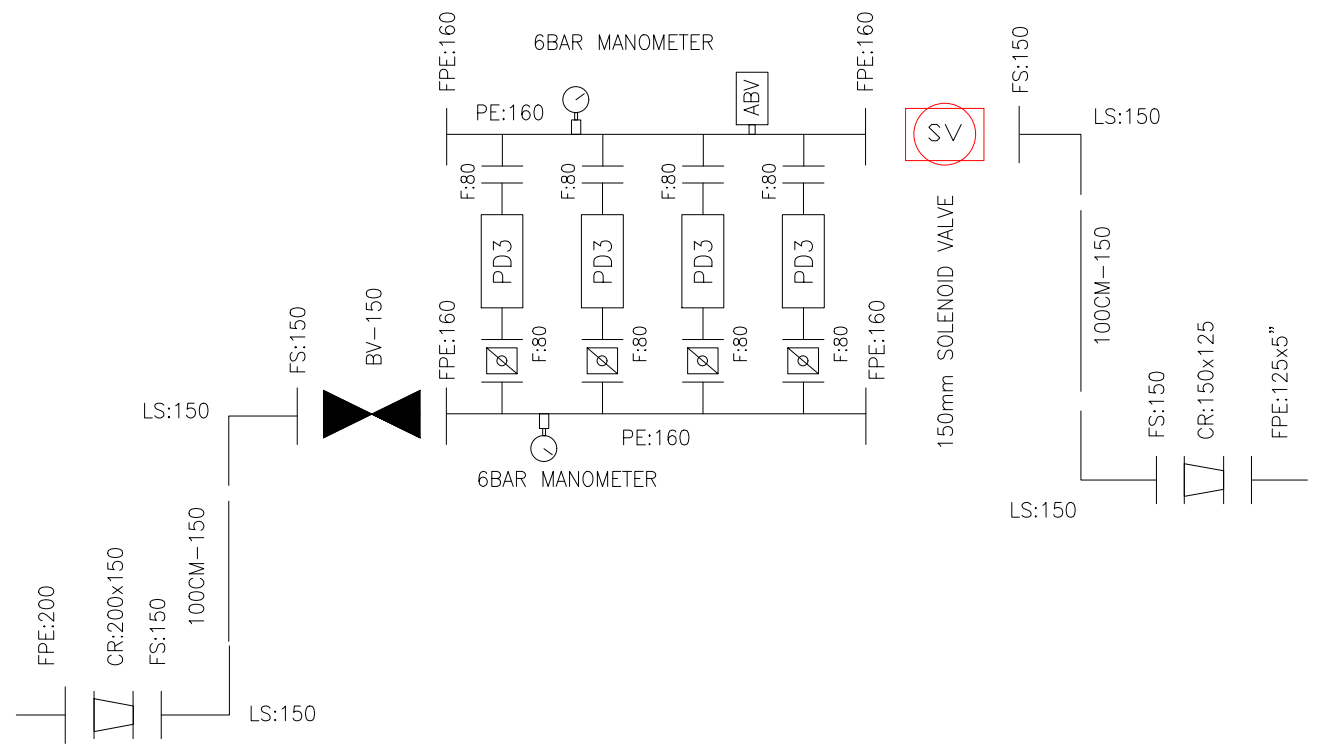 FPE:160
6BAR MANOMETER
FPE:160
FS:150
PE:160
ABV
SV
LS:150
F:80
F:80
F:80
F:80
PD3
PD3
PD3
PD3
150mm SOLENOID VALVE
100CM-150
FS:150
BV-150
FPE:160
F:80
F:80
F:80
F:80
FPE:160
LS:150
PE:160
6BAR MANOMETER
FS:150
CR:150x125
FPE:125x5"
LS:150
FPE:200
CR:200x150
FS:150
100CM-150
LS:150